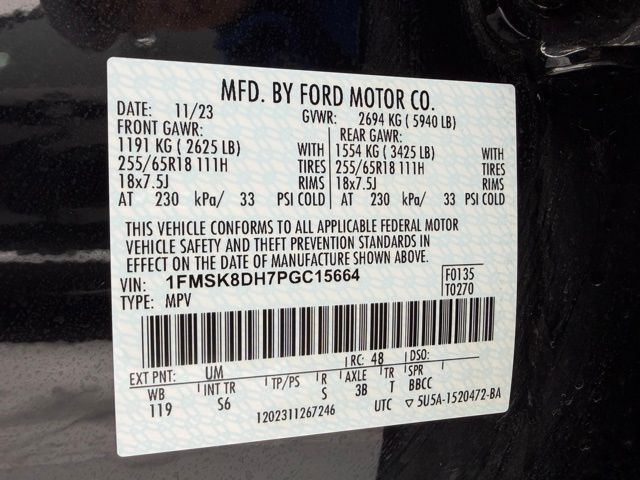 MFD. BY FORD MOTOR CO.
DATE: 11/23 GVWR: 2694 KG ( 5940 LB)
FRONT GAWR: REAR GAWR:
1191 KG ( 2625 LB) WITH 1554 KG ( 3425 LB) WITH
255/65R18 111H TIRES 255/65R18 111H TIRES
18x7.5J RIMS 18x7.5J RIMS
AT 230 kPa/ 33 PSI COLD AT 230 kPa/ 33 PSI COLD
THIS VEHICLE CONFORMS TO ALL APPLICABLE FEDERAL MOTOR
VEHICLE SAFETY AND THEFT PREVENTION STANDARDS IN
EFFECT ON THE DATE OF MANUFACTURE SHOWN ABOVE.
VIN: 1FMSK8DH7PGC15664 F0135
TYPE: MPV T0270
EXT PNT: UM RC: 48 DSO:
WB INT TR TP/PS R AXLE TR SPR
119 S6 S 3B T BBCC
1202311267246 UTC ▽ 5U5A-1520472-BA